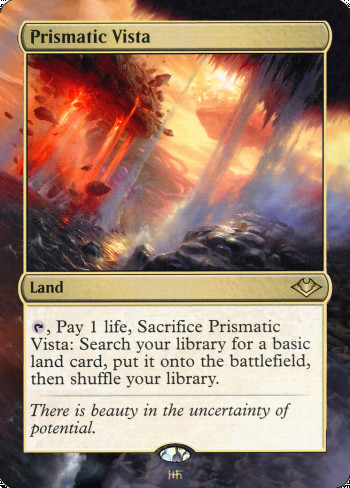 Prismatic Vista
Land
, Pay 1 life, Sacrifice Prismatic
Vista: Search your library for a basic
land card, put it onto the battlefield,
then shuffle your library.
There is beauty in the uncertainty of
potential.